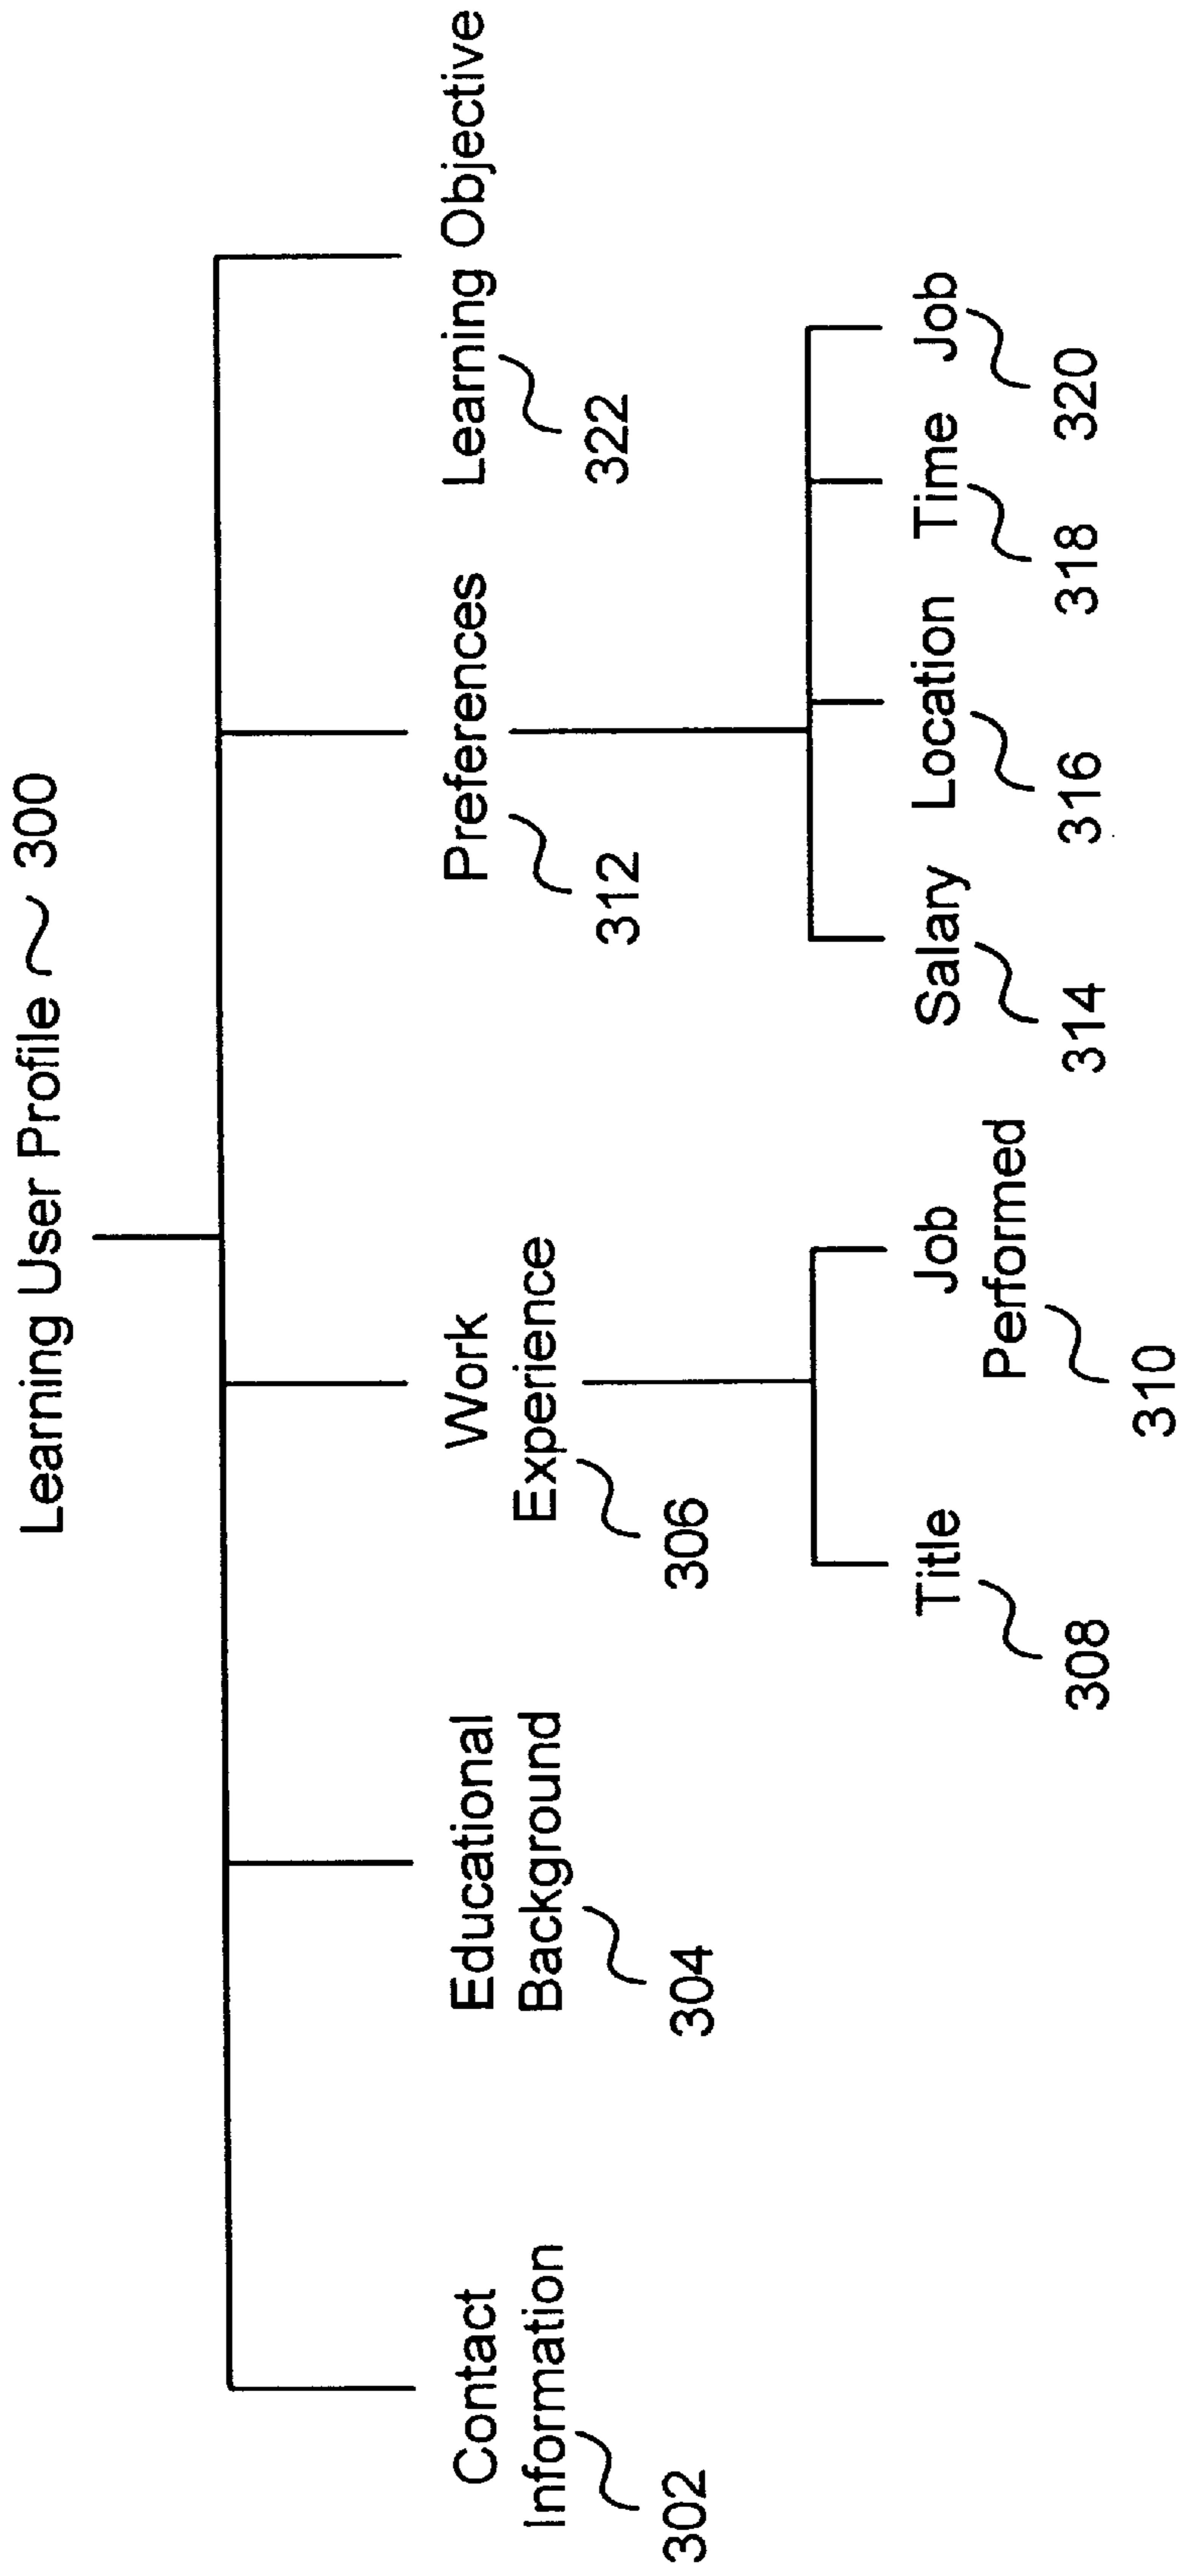 Learning User Profile ~ 300
Contact
Information
302
Educational
Background
304
Work
Experience
306
Title
308
Job
Performed
310
Preferences
312
Salary
314
Location
316
Time
318
Job
320
Learning Objective
322